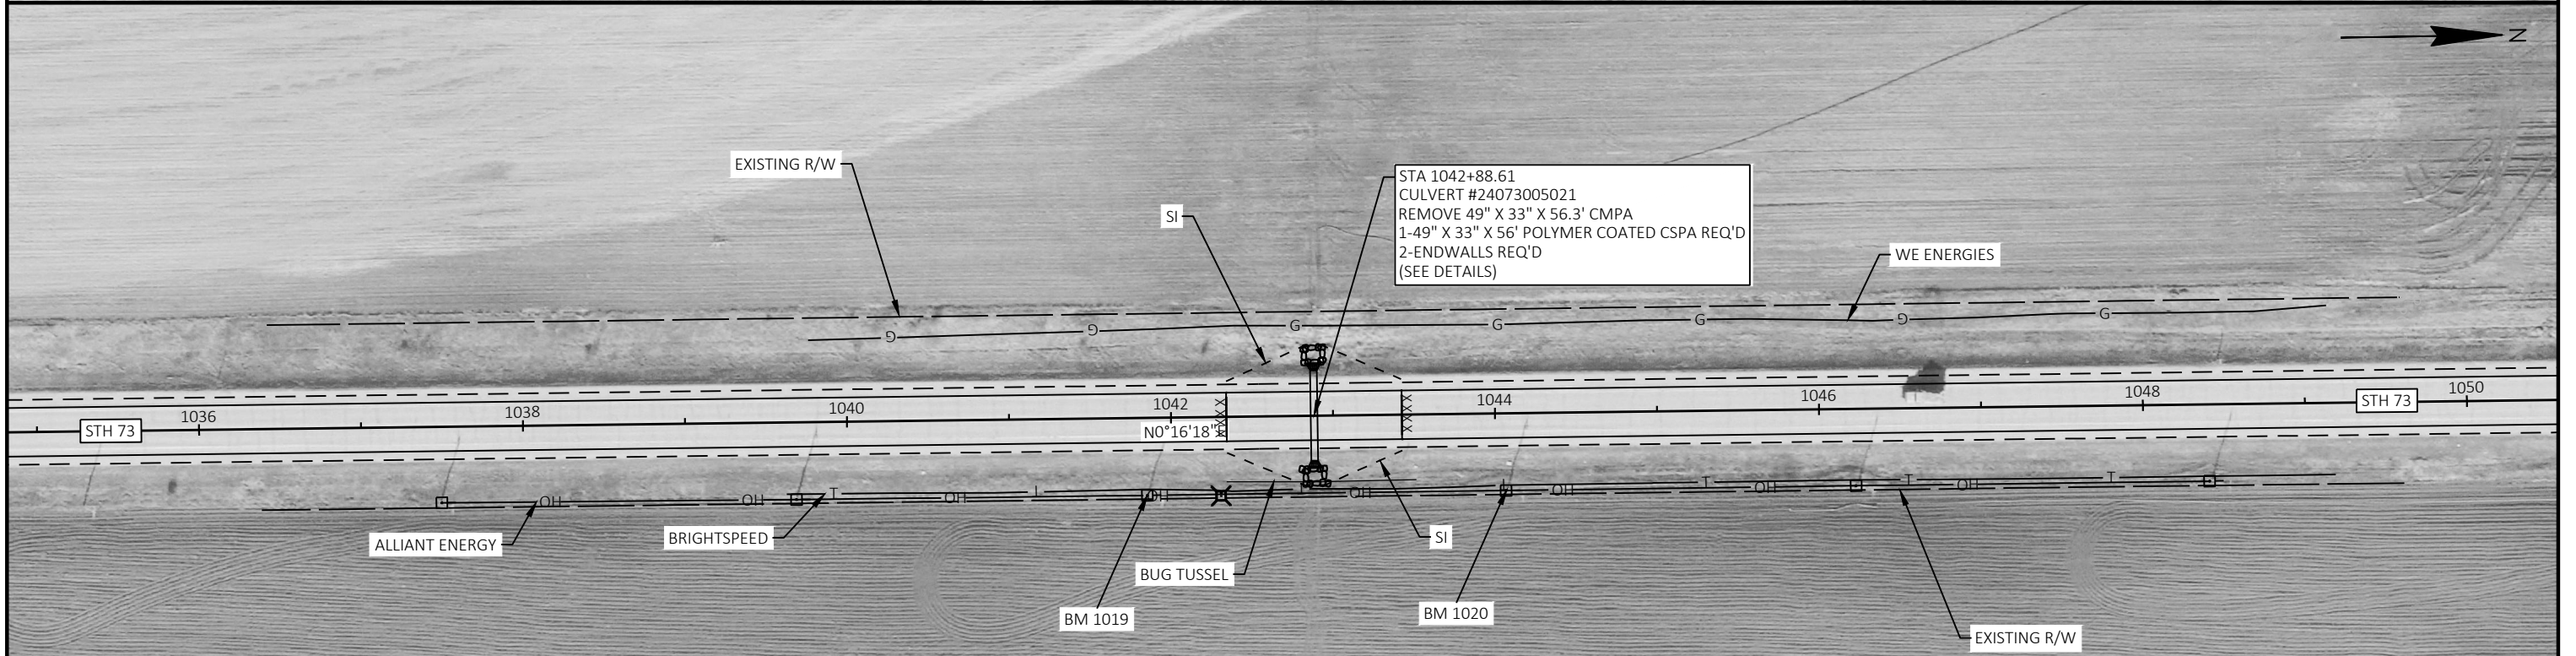 N
EXISTING R/W
STA 1042+88.61
CULVERT #24073005021
REMOVE 49" X 33" X 56.3' CMPA
1-49" X 33" X 56' POLYMER COATED CSPA REQ'D
2-ENDWALLS REQ'D
(SEE DETAILS)
SI
WE ENERGIES
G G G G G G G
1036 1038 1040 1042 1044 1046 1048 1050
STH 73
STH 73
N0°16'18"E
OH OH T OH T OH OH OH T OH T OH T
ALLIANT ENERGY
BRIGHTSPEED
SI
BUG TUSSEL
BM 1019
BM 1020
EXISTING R/W